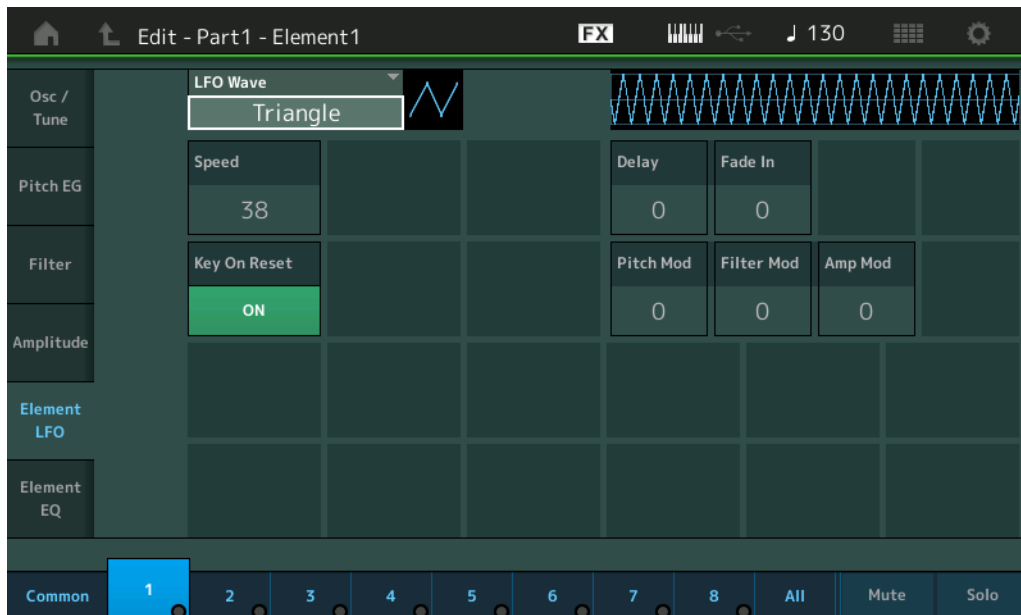 Edit - Part1 - Element1
FX
130
Osc /
Tune
Pitch EG
Filter
Amplitude
Element
LFO
Element
EQ
LFO Wave
Triangle
Speed
38
Delay
0
Fade In
0
Key On Reset
ON
Pitch Mod
0
Filter Mod
0
Amp Mod
0
Common
1
2
3
4
5
6
7
8
All
Mute
Solo